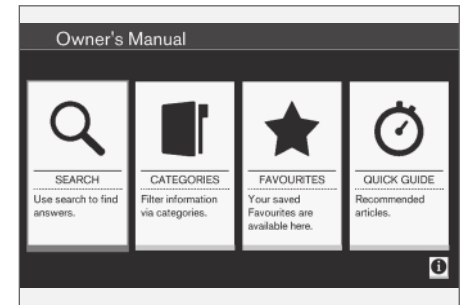 Owner's Manual
SEARCH
Use search to find
answers.
CATEGORIES
Filter information
via categories.
FAVOURITES
Your saved
Favourites are
available here.
QUICK GUIDE
Recommended
articles.
i